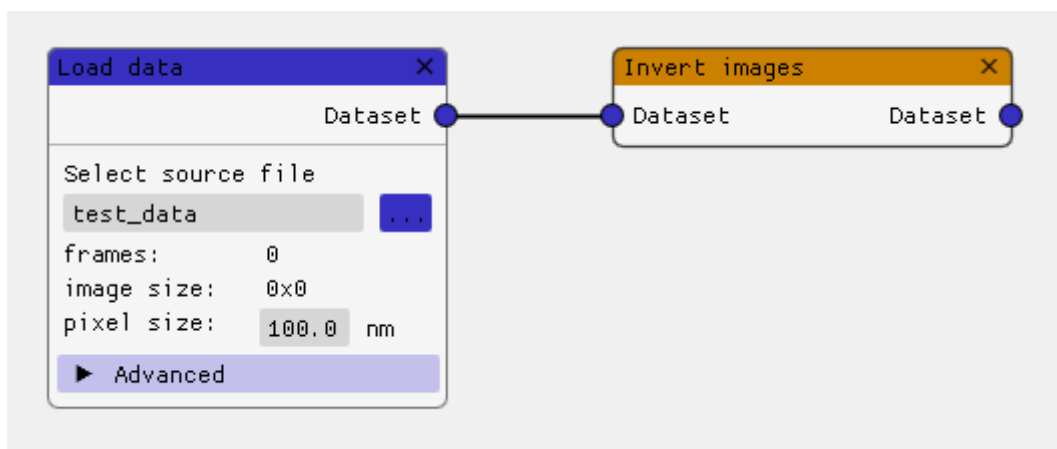 Load data ×
Dataset
Select source file
test_data ...
frames: 0
image size: 0x0
pixel size: 100.0 nm
▶ Advanced
Invert images ×
Dataset Dataset